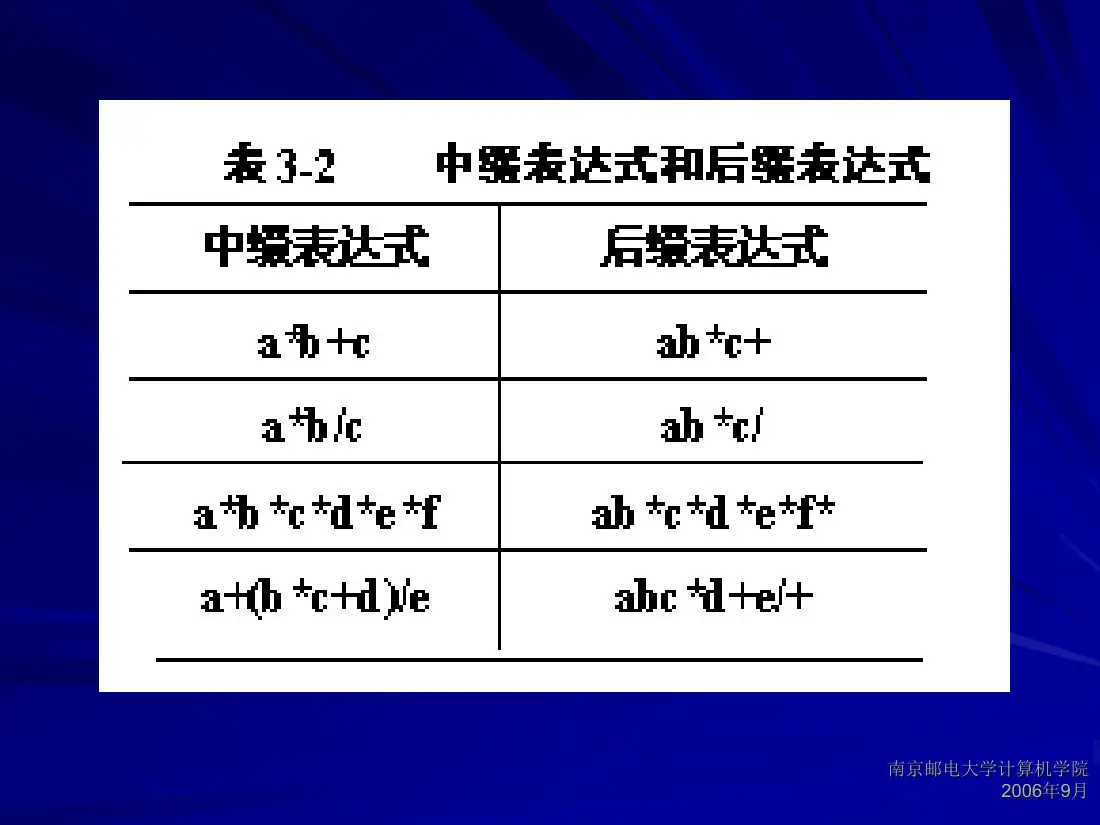 表3-2 中缀表达式和后缀表达式
中缀表达式 后缀表达式
a*b+c ab*c+
a*b/c ab*c/
a*b*c*d*e*f ab*c*d*e*f*
a+(b*c+d)/e abc*d+e/+
南京邮电大学计算机学院
2006年9月